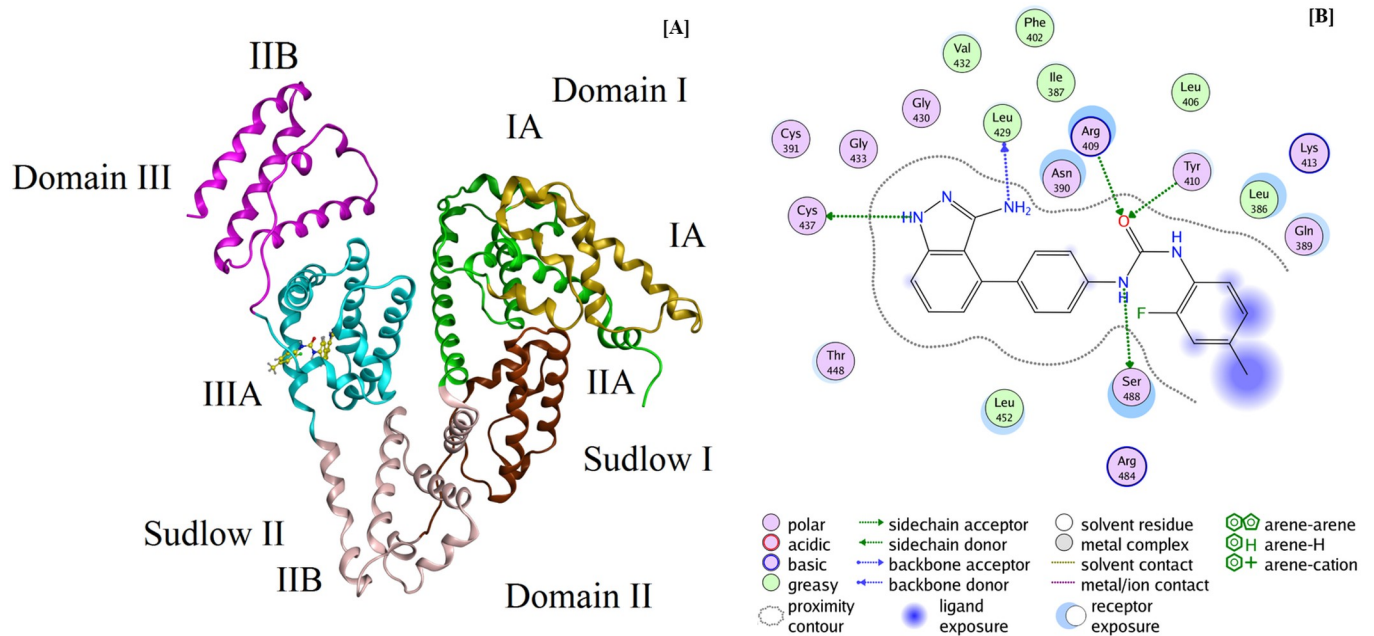 [A]
IIB
Domain I
IA
Domain III
IA
IIIA
IIA
Sudlow I
Sudlow II
IIB
Domain II
[B]
Phe
402
Val
432
Ile
387
Leu
406
Gly
430
Leu
429
Arg
409
Cys
391
Gly
433
Lys
413
Asn
390
Tyr
410
Leu
386
Cys
437
Gln
389
N
HN
NH2
O
H
N
N
H
F
Thr
448
Ser
488
Leu
452
Arg
484
polar
acidic
basic
greasy
proximity
contour
sidechain acceptor
sidechain donor
backbone acceptor
backbone donor
ligand
exposure
solvent residue
metal complex
solvent contact
metal/ion contact
receptor
exposure
arene-arene
H arene-H
+ arene-cation